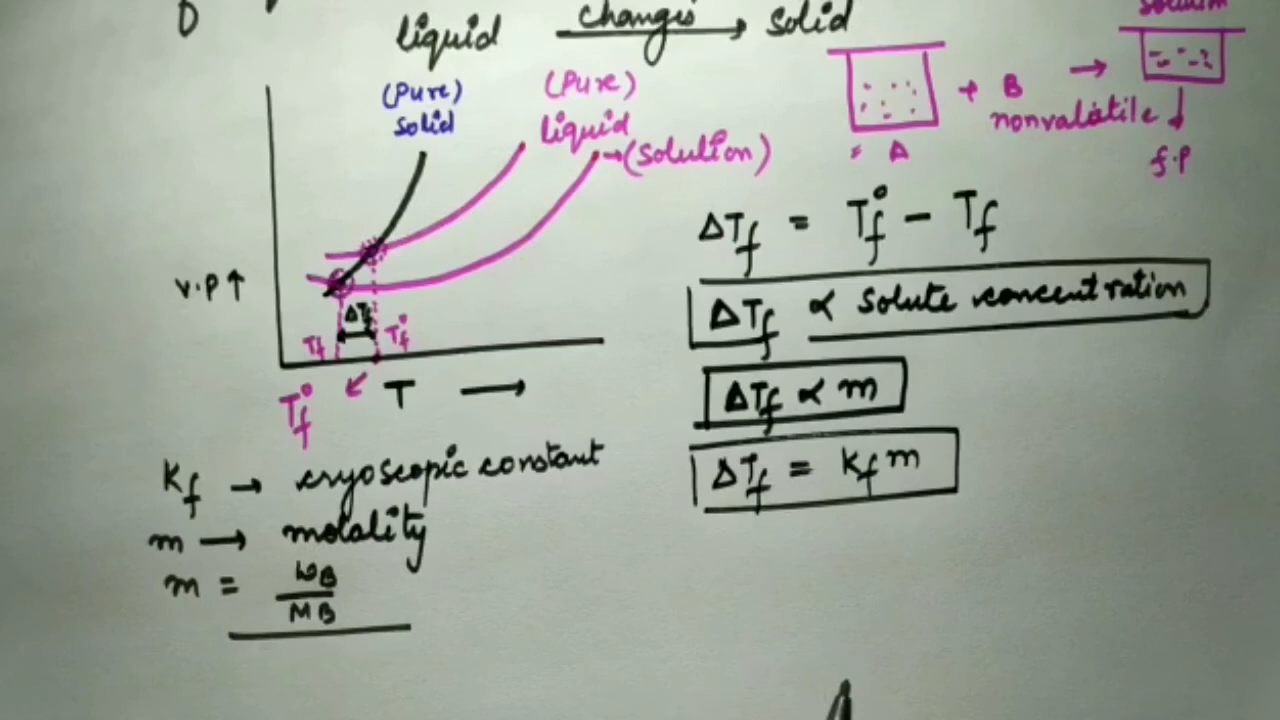 liquid changes → solid
solution
(Pure)
solid
(Pure)
liquid
→(solution)
+ B →
nonvolatile
= A
f.p
v.p ↑
ΔTf
Tf
Tf°
Tf°
T →
ΔTf = Tf° - Tf
ΔTf ∝ solute concentration
ΔTf ∝ m
ΔTf = Kf m
Kf → cryoscopic constant
m → molality
m = WB
MB